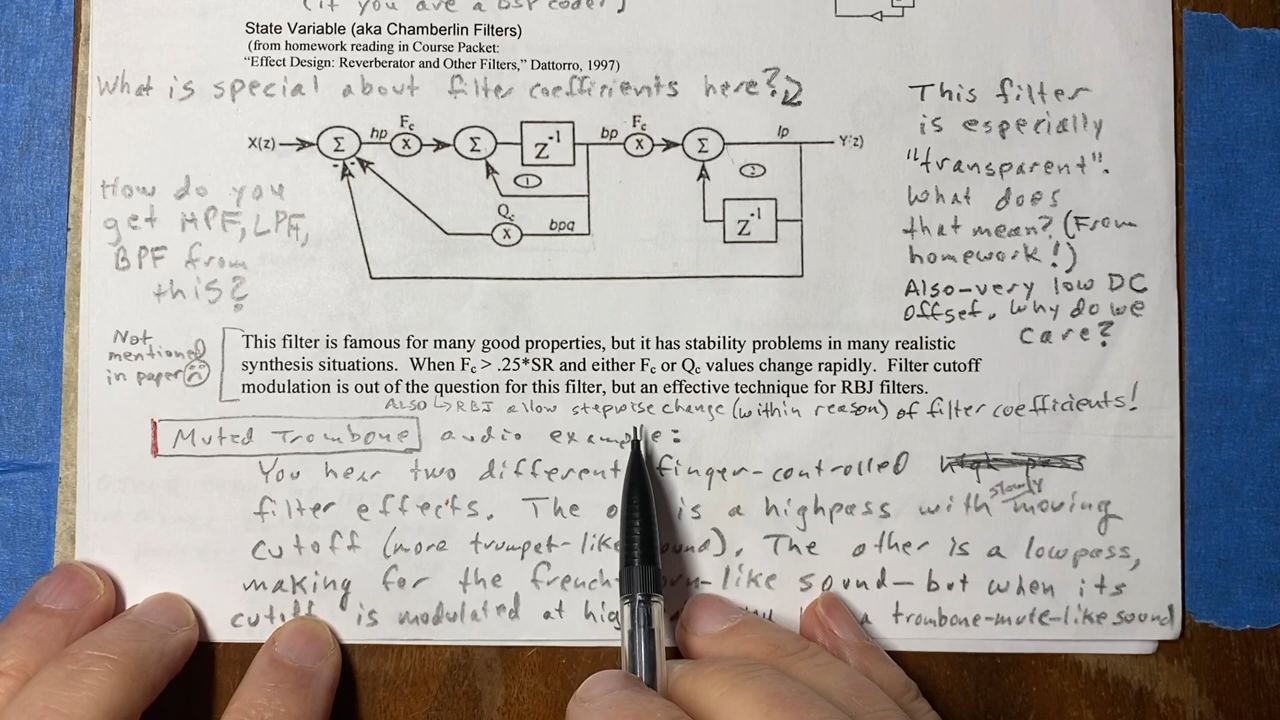 (if you are a DSP coder)
State Variable (aka Chamberlin Filters)
(from homework reading in Course Packet:
"Effect Design: Reverberator and Other Filters," Dattorro, 1997)
What is special about filter coefficients here?
X(z) Σ hp Fc X Σ Z⁻¹ bp Fc X Σ lp Y(z)
1 2
Qc X bpq Z⁻¹
How do you
get HPF, LPF,
BPF from
this?
This filter
is especially
"transparent".
What does
that mean? (From
homework!)
Also-very low DC
offset. Why do we
care?
Not
mentioned
in paper
This filter is famous for many good properties, but it has stability problems in many realistic
synthesis situations. When Fc > .25*SR and either Fc or Qc values change rapidly. Filter cutoff
modulation is out of the question for this filter, but an effective technique for RBJ filters.
ALSO ↳ RBJ allow stepwise change (within reason) of filter coefficients!
Muted Trombone audio example:
You hear two different finger-controlled
filter effects. The is a highpass with slowly moving
cutoff (more trumpet-like sound). The other is a lowpass,
making for the french like sound-but when its
cutoff is modulated at a trombone-mute-like sound